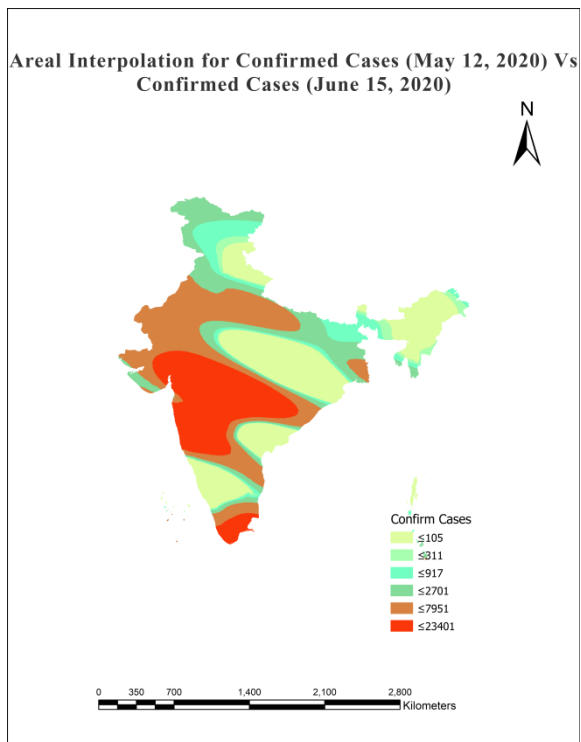 Areal Interpolation for Confirmed Cases (May 12, 2020) Vs
Confirmed Cases (June 15, 2020)
N
Confirm Cases
≤105
≤311
≤917
≤2701
≤7951
≤23401
0 350 700 1,400 2,100 2,800
Kilometers